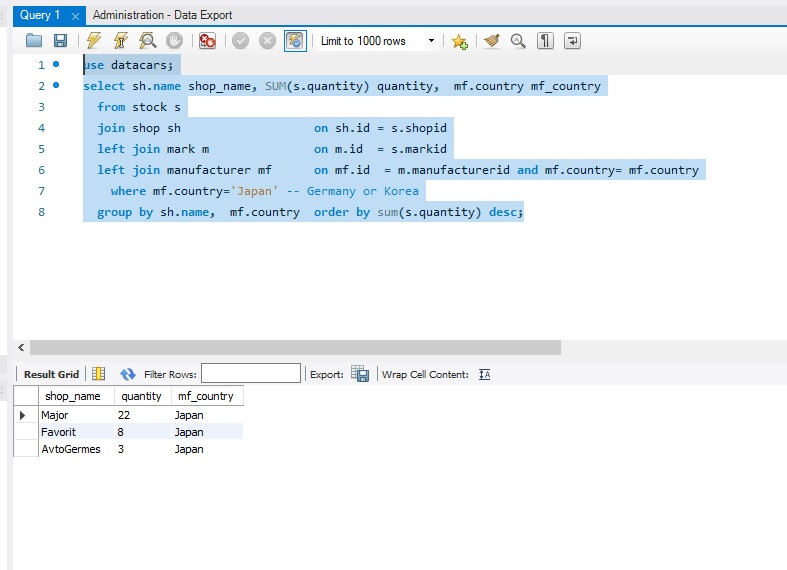 Query 1 Administration - Data Export
Limit to 1000 rows
1 use datacars;
2 select sh.name shop_name, SUM(s.quantity) quantity, mf.country mf_country
3 from stock s
4 join shop sh on sh.id = s.shopid
5 left join mark m on m.id = s.markid
6 left join manufacturer mf on mf.id = m.manufacturerid and mf.country= mf.country
7 where mf.country='Japan' -- Germany or Korea
8 group by sh.name, mf.country order by sum(s.quantity) desc;
Result Grid Filter Rows: Export: Wrap Cell Content:
shop_name quantity mf_country
Major 22 Japan
Favorit 8 Japan
AvtoGermes 3 Japan